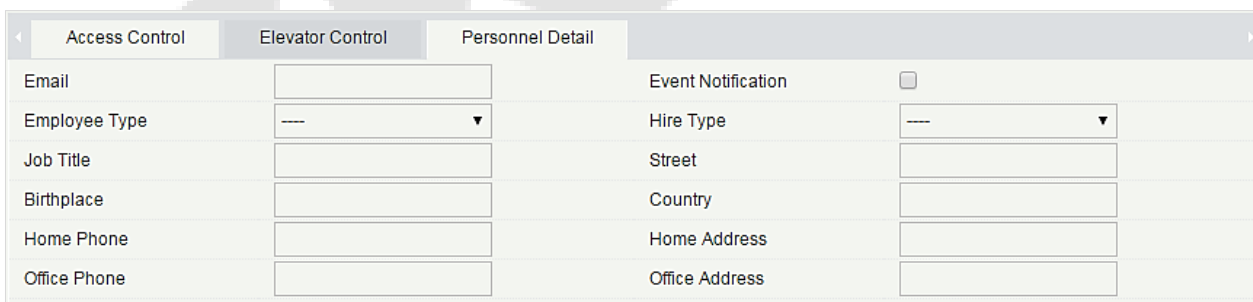 Access Control Elevator Control Personnel Detail
Email Event Notification
Employee Type ---- Hire Type ----
Job Title Street
Birthplace Country
Home Phone Home Address
Office Phone Office Address